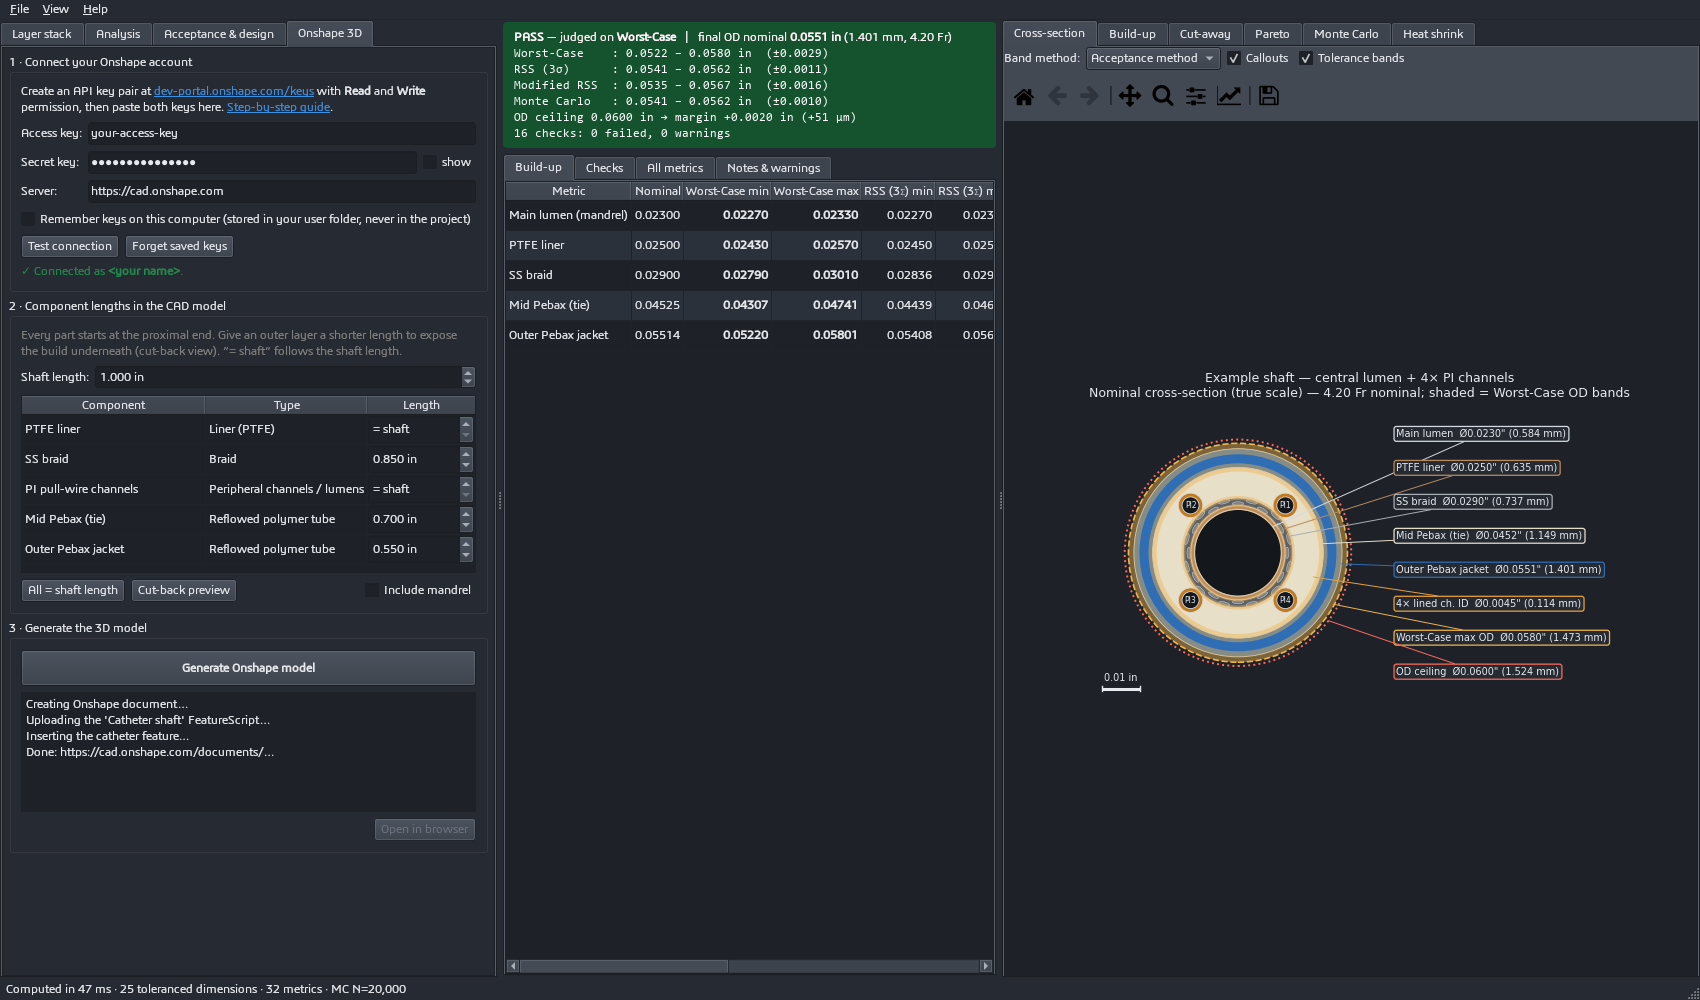 File View Help
Layer stack Analysis Acceptance & design Onshape 3D
1 · Connect your Onshape account
Create an API key pair at dev-portal.onshape.com/keys with Read and Write
permission, then paste both keys here. Step-by-step guide.
Access key: your-access-key
Secret key: ●●●●●●●●●●●●●●● show
Server: https://cad.onshape.com
Remember keys on this computer (stored in your user folder, never in the project)
Test connection Forget saved keys
✓ Connected as <your name>.
2 · Component lengths in the CAD model
Every part starts at the proximal end. Give an outer layer a shorter length to expose
the build underneath (cut-back view). “= shaft” follows the shaft length.
Shaft length: 1.000 in
Component Type Length
PTFE liner Liner (PTFE) = shaft
SS braid Braid 0.850 in
PI pull-wire channels Peripheral channels / lumens = shaft
Mid Pebax (tie) Reflowed polymer tube 0.700 in
Outer Pebax jacket Reflowed polymer tube 0.550 in
All = shaft length Cut-back preview Include mandrel
3 · Generate the 3D model
Generate Onshape model
Creating Onshape document...
Uploading the 'Catheter shaft' FeatureScript...
Inserting the catheter feature...
Done: https://cad.onshape.com/documents/...
Open in browser
PASS — judged on Worst-Case | final OD nominal 0.0551 in (1.401 mm, 4.20 Fr)
Worst-Case : 0.0522 – 0.0580 in (±0.0029)
RSS (3σ) : 0.0541 – 0.0562 in (±0.0011)
Modified RSS : 0.0535 – 0.0567 in (±0.0016)
Monte Carlo : 0.0541 – 0.0562 in (±0.0010)
OD ceiling 0.0600 in → margin +0.0020 in (+51 µm)
16 checks: 0 failed, 0 warnings
Build-up Checks All metrics Notes & warnings
Metric Nominal Worst-Case min Worst-Case max RSS (3Σ) min RSS (3Σ) m
Main lumen (mandrel) 0.02300 0.02270 0.02330 0.02270 0.023
PTFE liner 0.02500 0.02430 0.02570 0.02450 0.025
SS braid 0.02900 0.02790 0.03010 0.02836 0.029
Mid Pebax (tie) 0.04525 0.04307 0.04741 0.04439 0.046
Outer Pebax jacket 0.05514 0.05220 0.05801 0.05408 0.056
Cross-section Build-up Cut-away Pareto Monte Carlo Heat shrink
Band method: Acceptance method Callouts Tolerance bands
Example shaft — central lumen + 4× PI channels
Nominal cross-section (true scale) — 4.20 Fr nominal; shaded = Worst-Case OD bands
Main lumen Ø0.0230" (0.584 mm)
PTFE liner Ø0.0250" (0.635 mm)
SS braid Ø0.0290" (0.737 mm)
Mid Pebax (tie) Ø0.0452" (1.149 mm)
Outer Pebax jacket Ø0.0551" (1.401 mm)
4× lined ch. ID Ø0.0045" (0.114 mm)
Worst-Case max OD Ø0.0580" (1.473 mm)
OD ceiling Ø0.0600" (1.524 mm)
PI2 PI1
PI3 PI4
0.01 in
Computed in 47 ms · 25 toleranced dimensions · 32 metrics · MC N=20,000